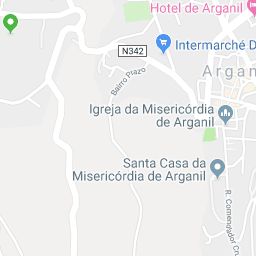 Hotel de Arganil
Intermarché D
N342
Bairro Prazo
Argan
Igreja da Misericórdia
de Arganil
Santa Casa da
Misericórdia de Arganil
R. Comendador Cru